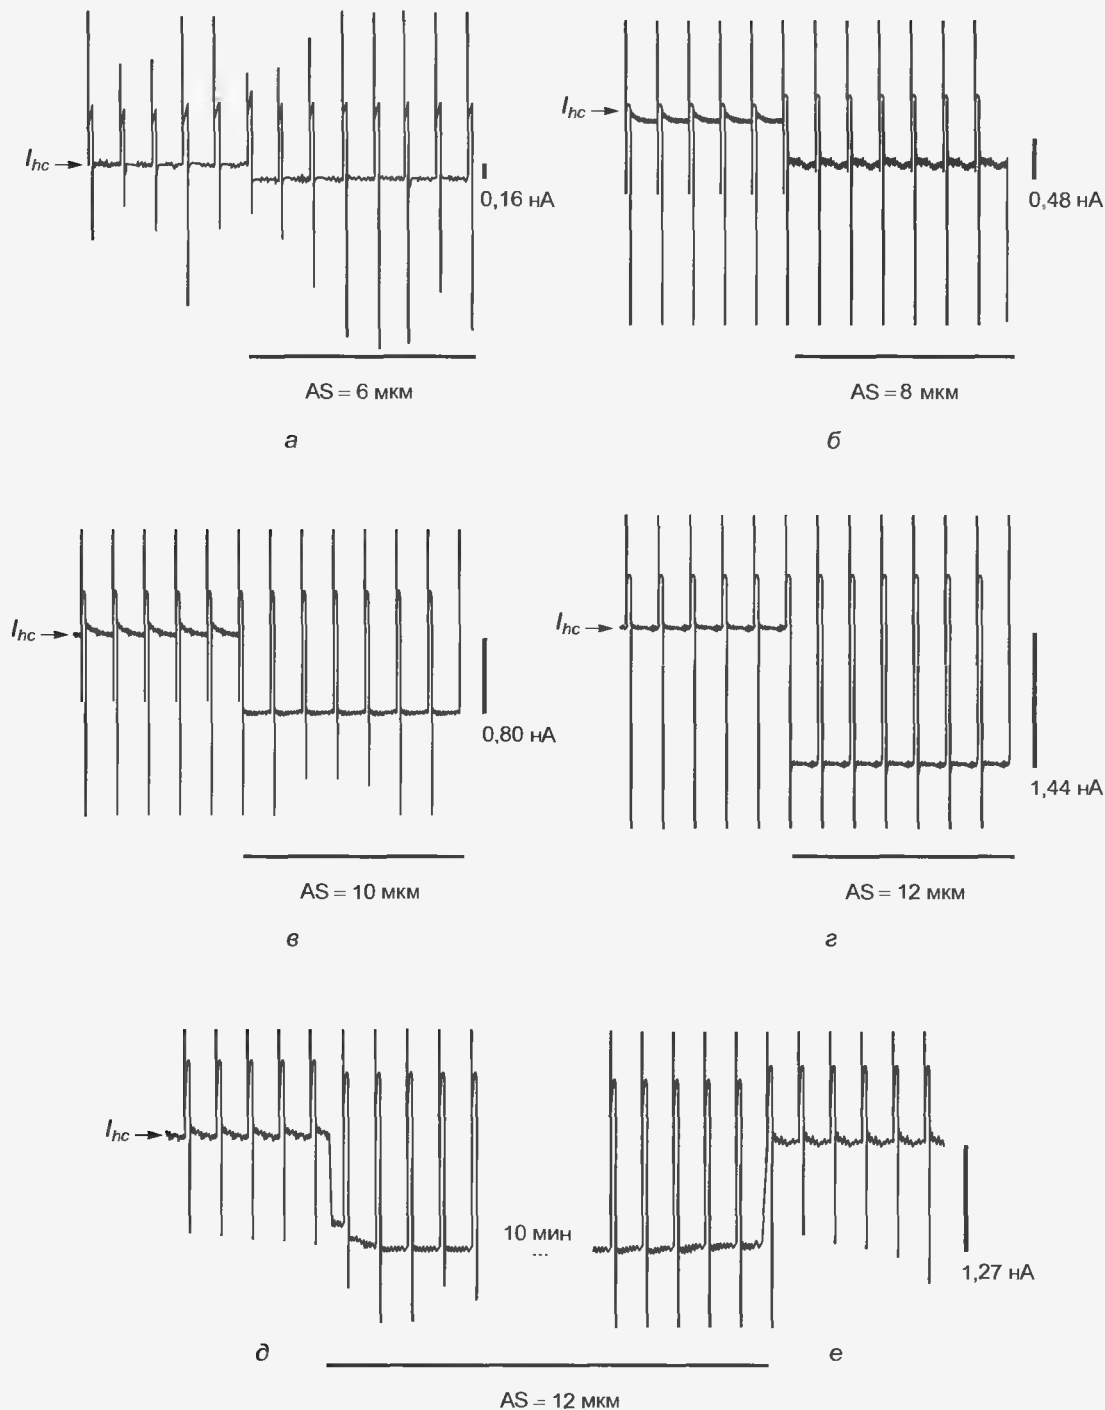 I_hc →
0,16 нА
AS = 6 мкм
а
I_hc →
0,48 нА
AS = 8 мкм
б
I_hc →
0,80 нА
AS = 10 мкм
в
I_hc →
1,44 нА
AS = 12 мкм
г
I_hc →
10 мин
...
1,27 нА
д
е
AS = 12 мкм